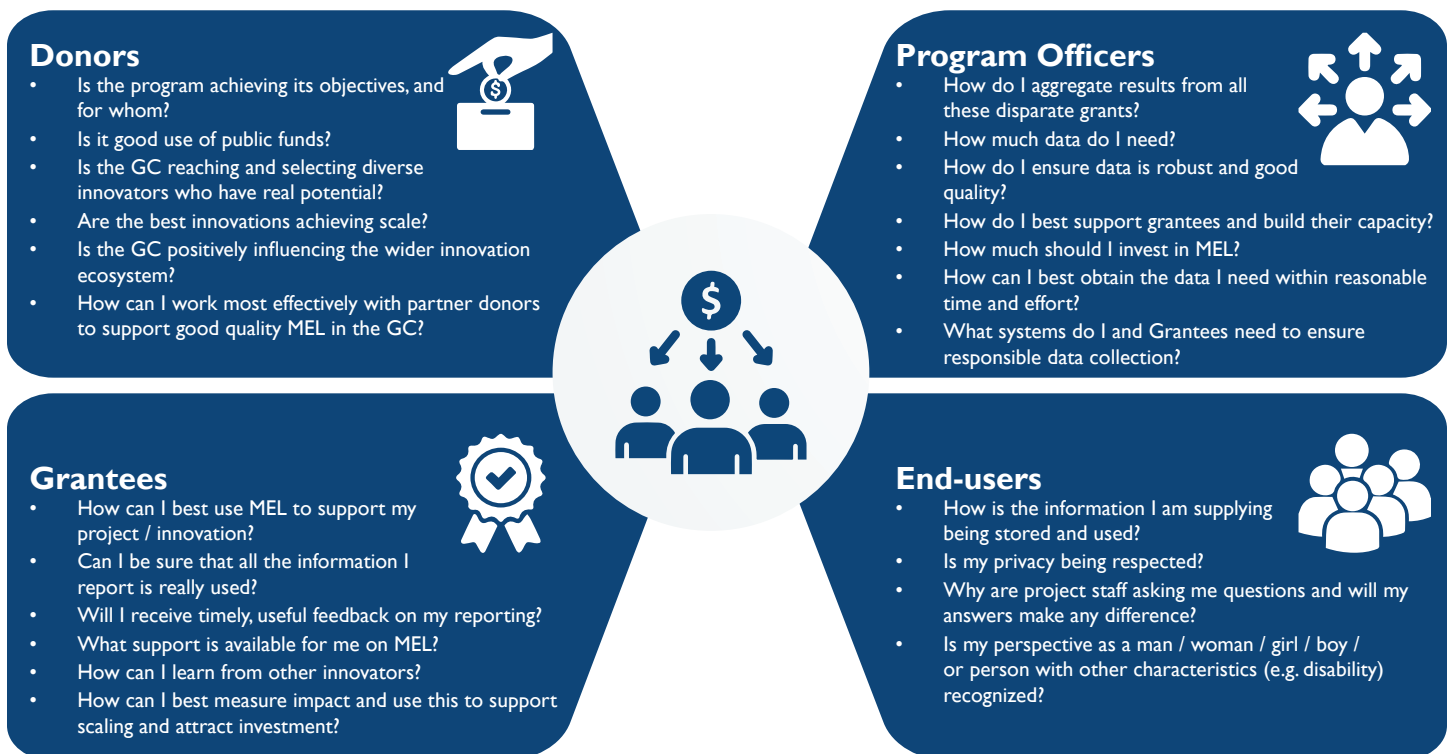 Donors
• Is the program achieving its objectives, and
for whom?
• Is it good use of public funds?
• Is the GC reaching and selecting diverse
innovators who have real potential?
• Are the best innovations achieving scale?
• Is the GC positively influencing the wider innovation
ecosystem?
• How can I work most effectively with partner donors
to support good quality MEL in the GC?
Program Officers
• How do I aggregate results from all
these disparate grants?
• How much data do I need?
• How do I ensure data is robust and good
quality?
• How do I best support grantees and build their capacity?
• How much should I invest in MEL?
• How can I best obtain the data I need within reasonable
time and effort?
• What systems do I and Grantees need to ensure
responsible data collection?
$
$
Grantees
• How can I best use MEL to support my
project / innovation?
• Can I be sure that all the information I
report is really used?
• Will I receive timely, useful feedback on my reporting?
• What support is available for me on MEL?
• How can I learn from other innovators?
• How can I best measure impact and use this to support
scaling and attract investment?
End-users
• How is the information I am supplying
being stored and used?
• Is my privacy being respected?
• Why are project staff asking me questions and will my
answers make any difference?
• Is my perspective as a man / woman / girl / boy /
or person with other characteristics (e.g. disability)
recognized?